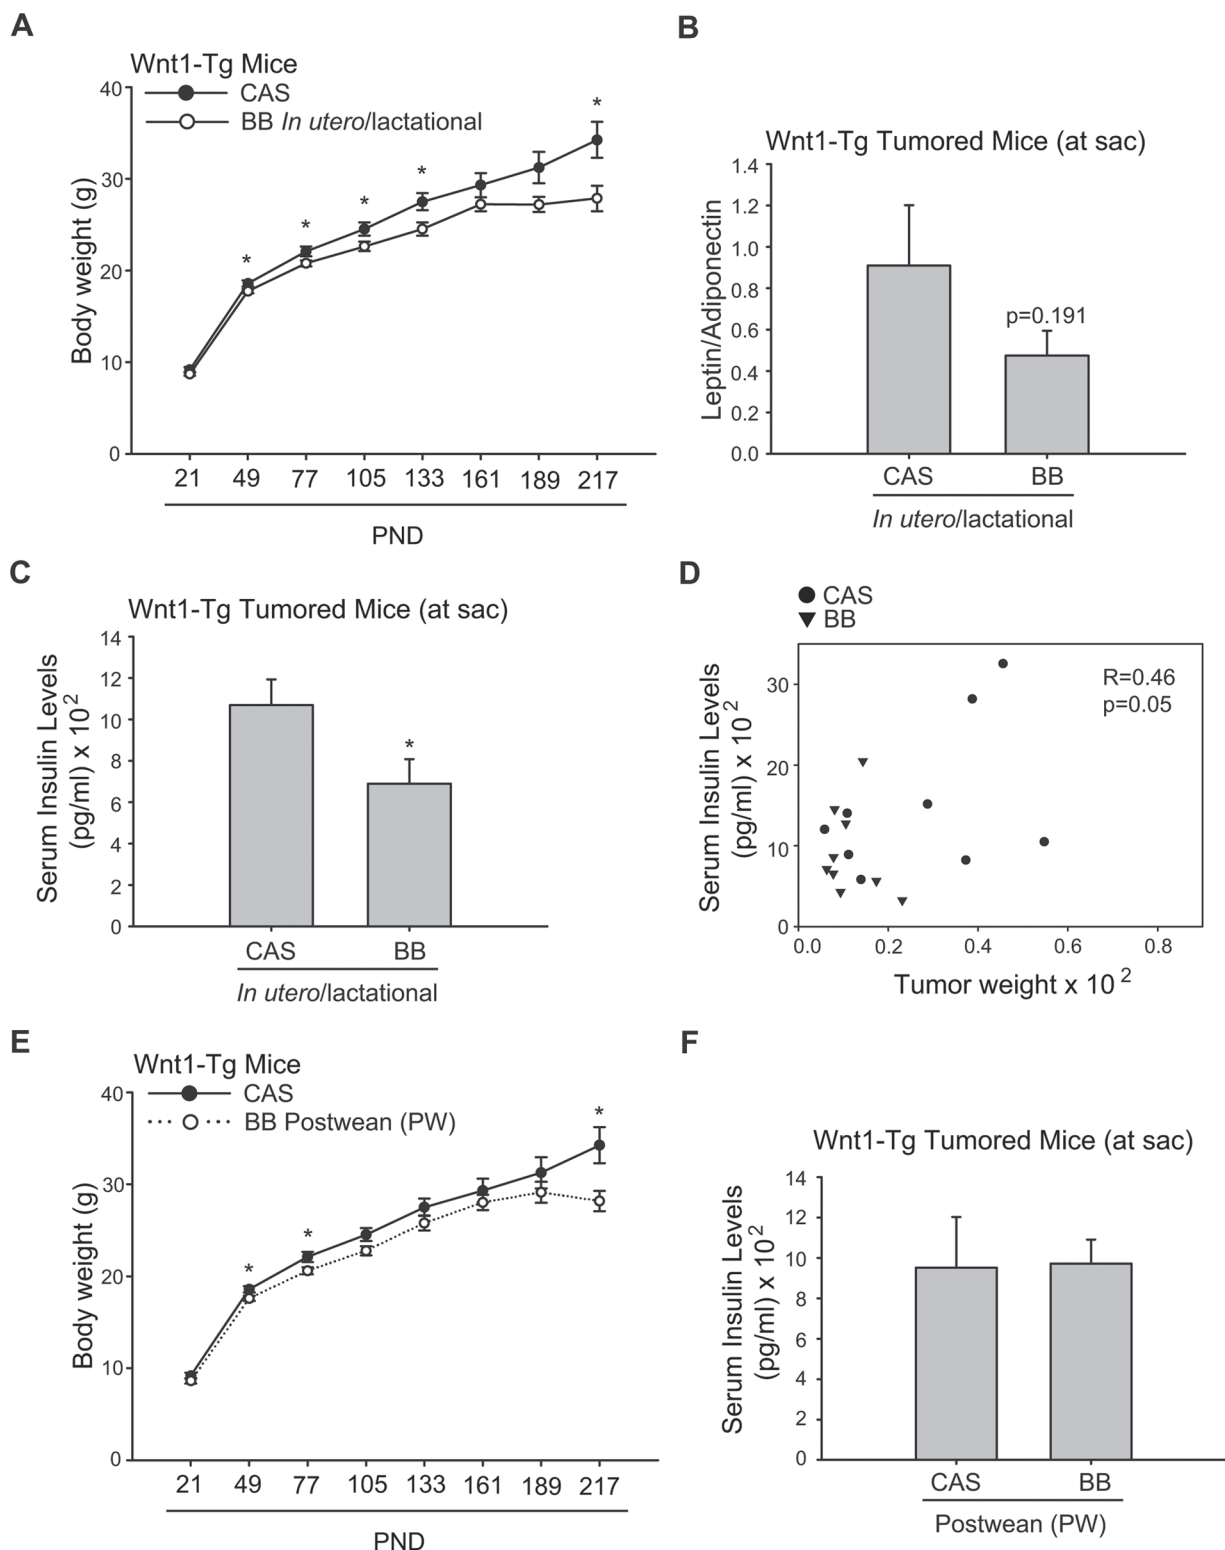 A
Wnt1-Tg Mice
CAS
BB In utero/lactational
Body weight (g)
40
30
20
10
0
* * * * *
21 49 77 105 133 161 189 217
PND
B
Wnt1-Tg Tumored Mice (at sac)
Leptin/Adiponectin
1.4
1.2
1.0
0.8
0.6
0.4
0.2
0.0
p=0.191
CAS BB
In utero/lactational
C
Wnt1-Tg Tumored Mice (at sac)
Serum Insulin Levels
(pg/ml) x 10²
14
12
10
8
6
4
2
0
*
CAS BB
In utero/lactational
D
CAS
BB
Serum Insulin Levels
(pg/ml) x 10²
30
20
10
0
R=0.46
p=0.05
0.0 0.2 0.4 0.6 0.8
Tumor weight x 10²
E
Wnt1-Tg Mice
CAS
BB Postwean (PW)
Body weight (g)
40
30
20
10
0
* * *
21 49 77 105 133 161 189 217
PND
F
Wnt1-Tg Tumored Mice (at sac)
Serum Insulin Levels
(pg/ml) x 10²
14
12
10
8
6
4
2
0
CAS BB
Postwean (PW)